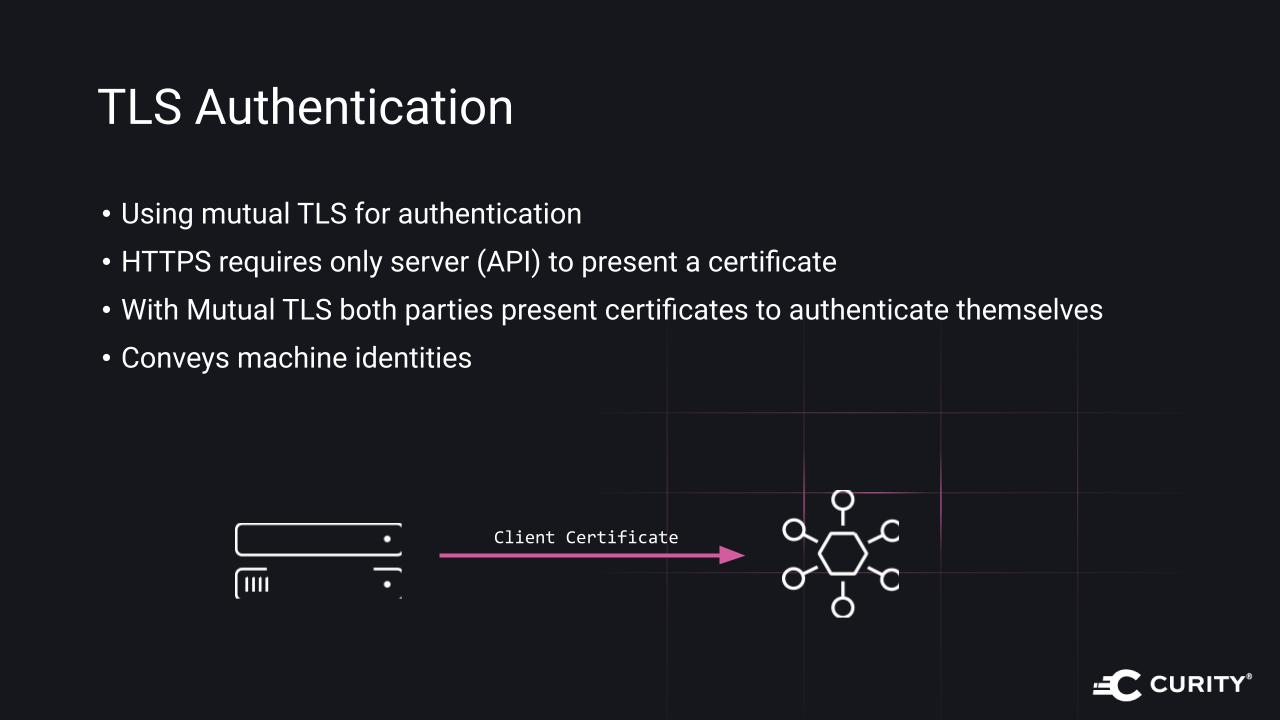 TLS Authentication
• Using mutual TLS for authentication
• HTTPS requires only server (API) to present a certificate
• With Mutual TLS both parties present certificates to authenticate themselves
• Conveys machine identities
Client Certificate
CURITY®